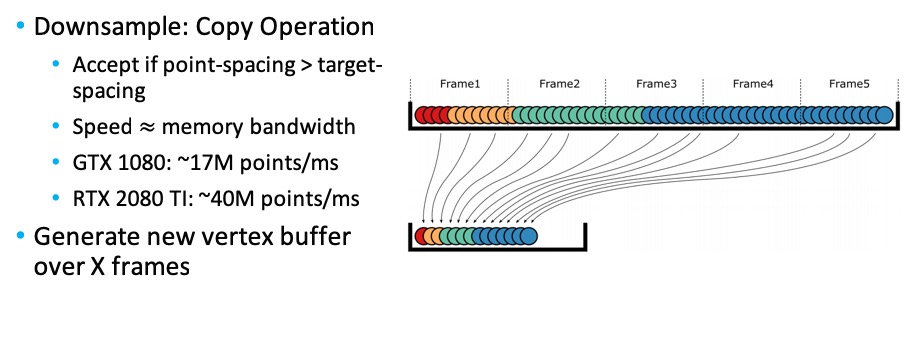 • Downsample: Copy Operation
• Accept if point-spacing > target-
spacing
• Speed ≈ memory bandwidth
• GTX 1080: ~17M points/ms
• RTX 2080 TI: ~40M points/ms
• Generate new vertex buffer
over X frames
Frame1 Frame2 Frame3 Frame4 Frame5